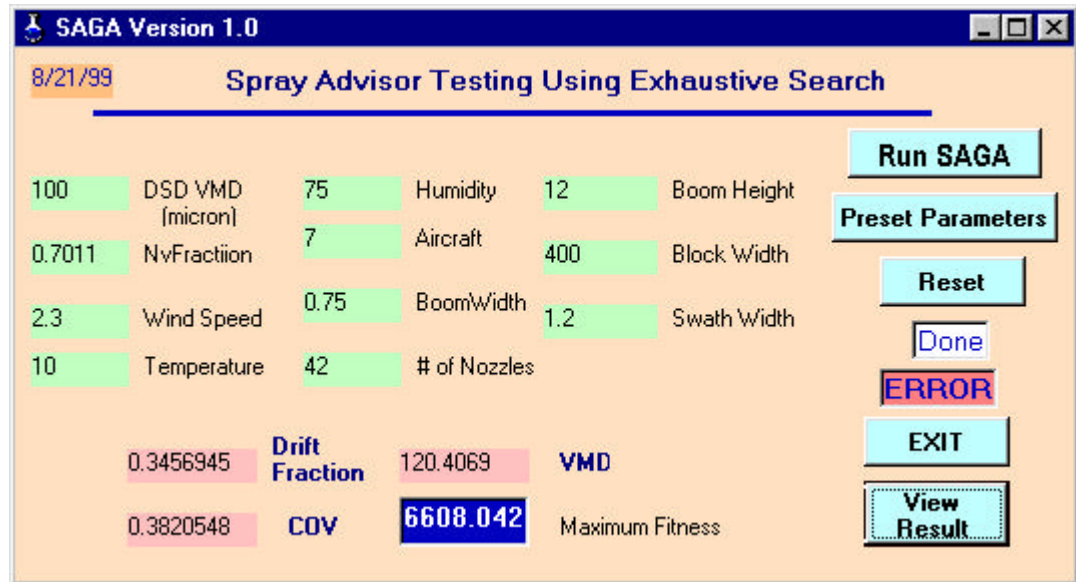 SAGA Version 1.0
8/21/99
Spray Advisor Testing Using Exhaustive Search
Run SAGA
100 DSD VMD (micron) 75 Humidity 12 Boom Height
Preset Parameters
0.7011 NvFractiion 7 Aircraft 400 Block Width
Reset
2.3 Wind Speed 0.75 BoomWidth 1.2 Swath Width
Done
10 Temperature 42 # of Nozzles
ERROR
EXIT
0.3456945 Drift Fraction 120.4069 VMD
0.3820548 COV 6608.042 Maximum Fitness
View Result